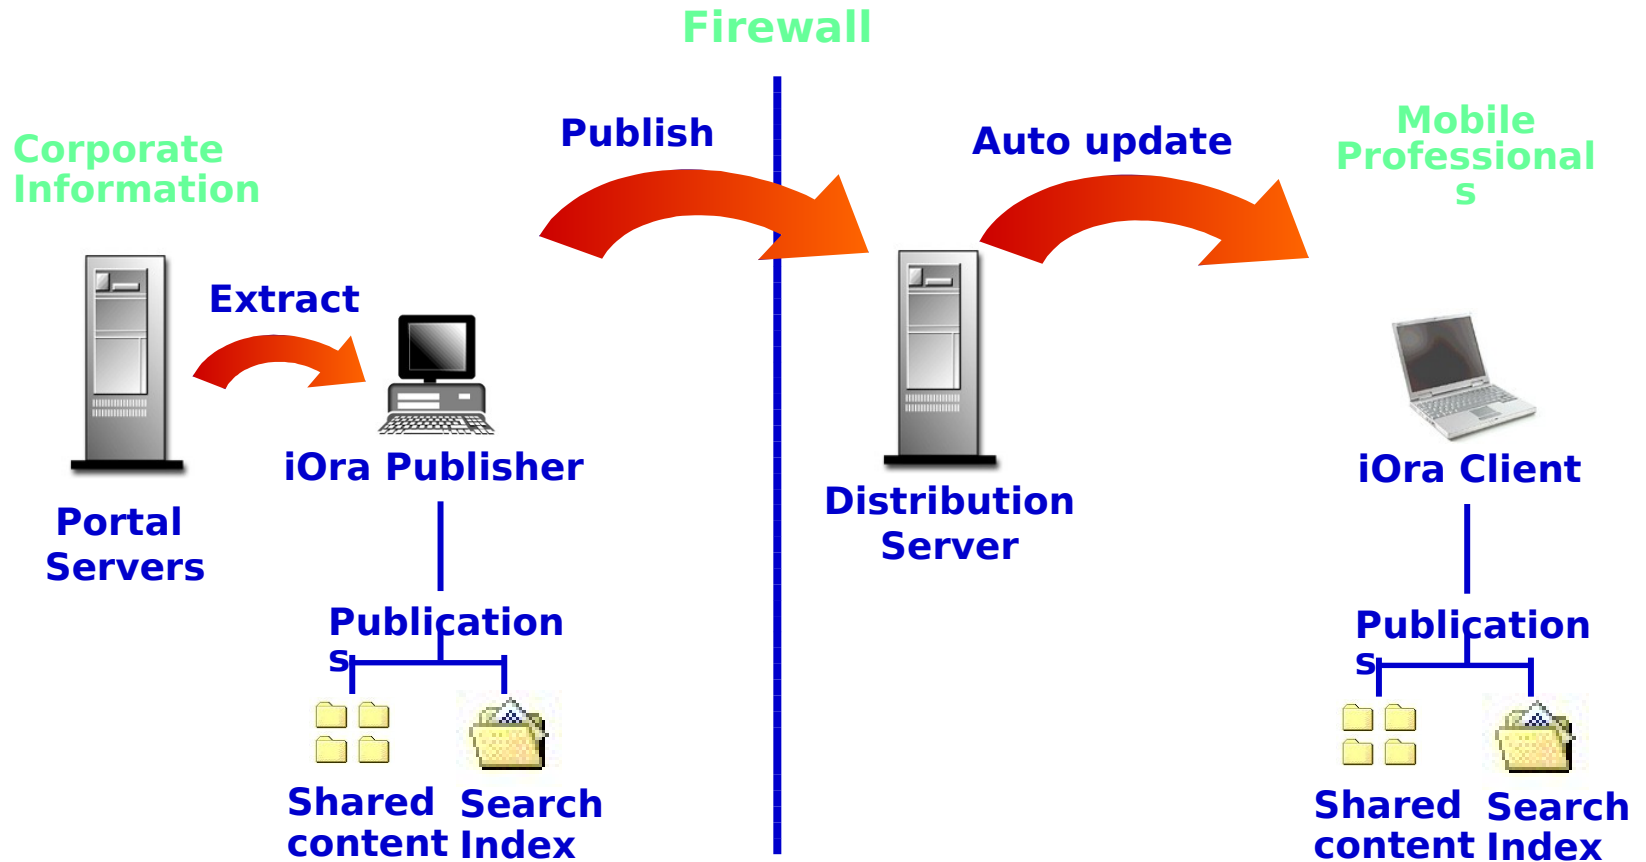 Firewall
Corporate
Information
Publish
Auto update
Mobile
Professional
s
Extract
iOra Publisher
Portal
Servers
Distribution
Server
iOra Client
Publication
s
Shared
content
Search
Index
Publication
s
Shared
content
Search
Index